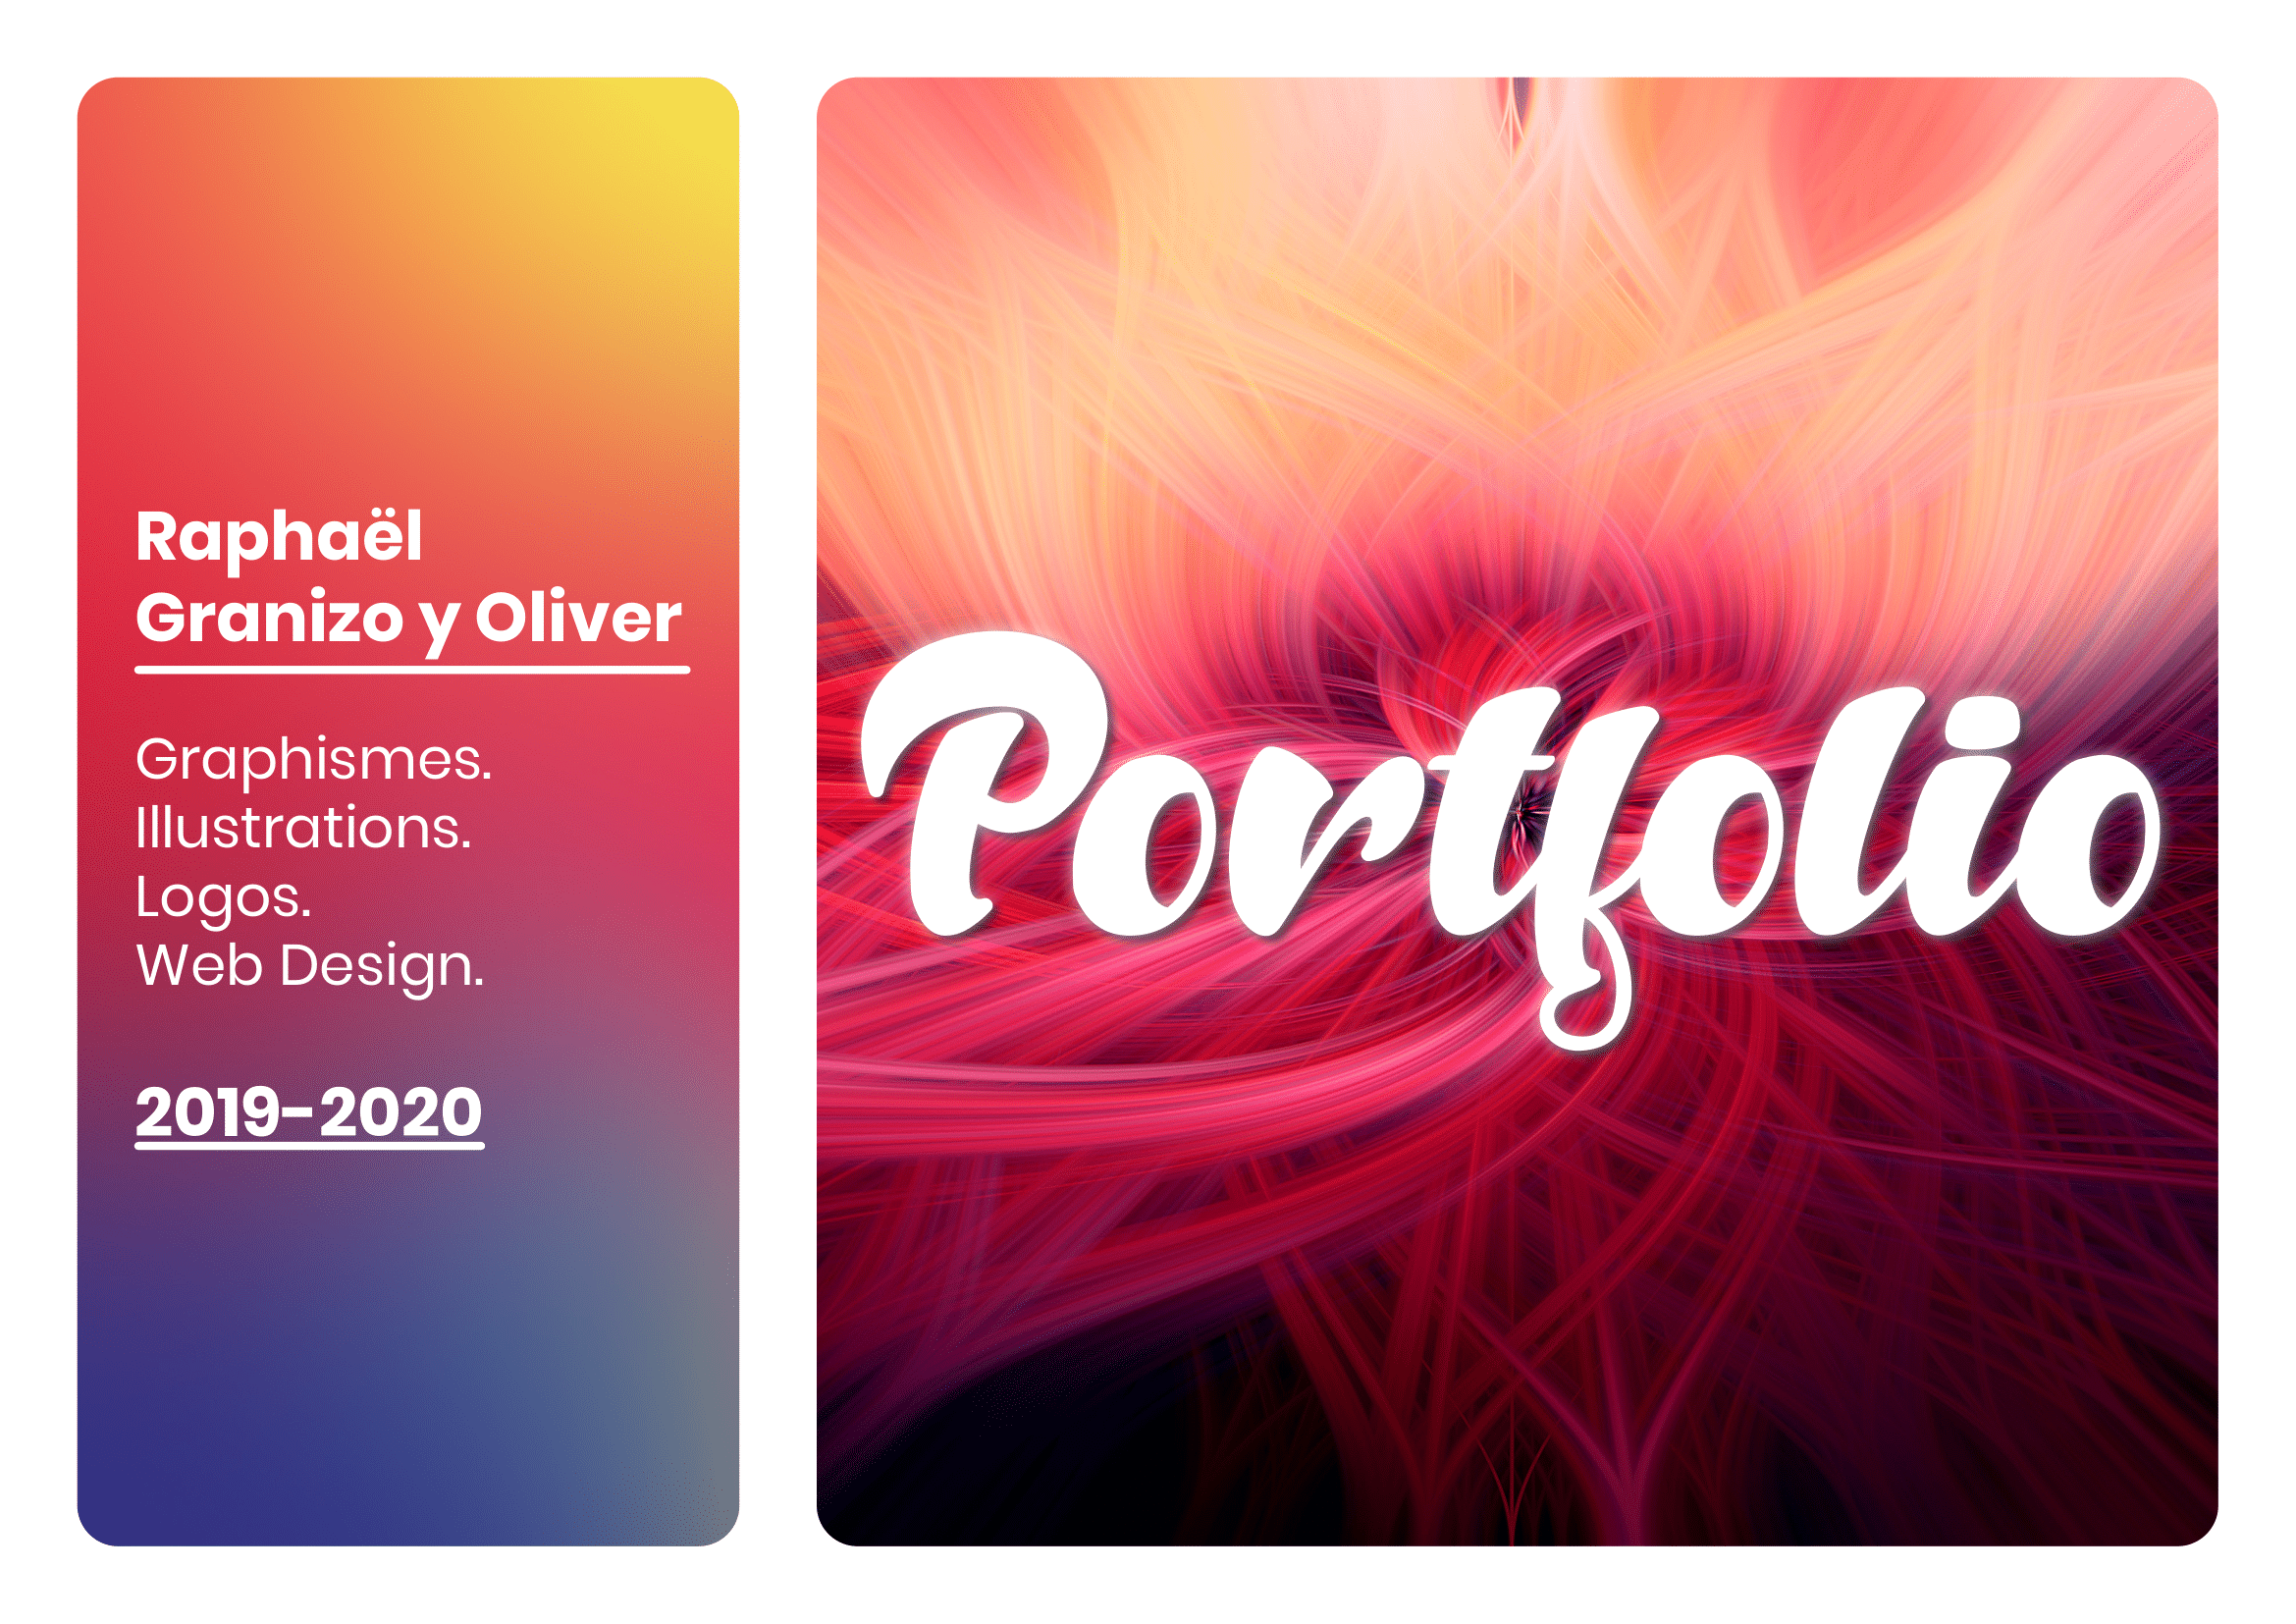 Raphaël
Granizo y Oliver
Graphismes.
Illustrations.
Logos.
Web Design.
2019-2020
Portfolio